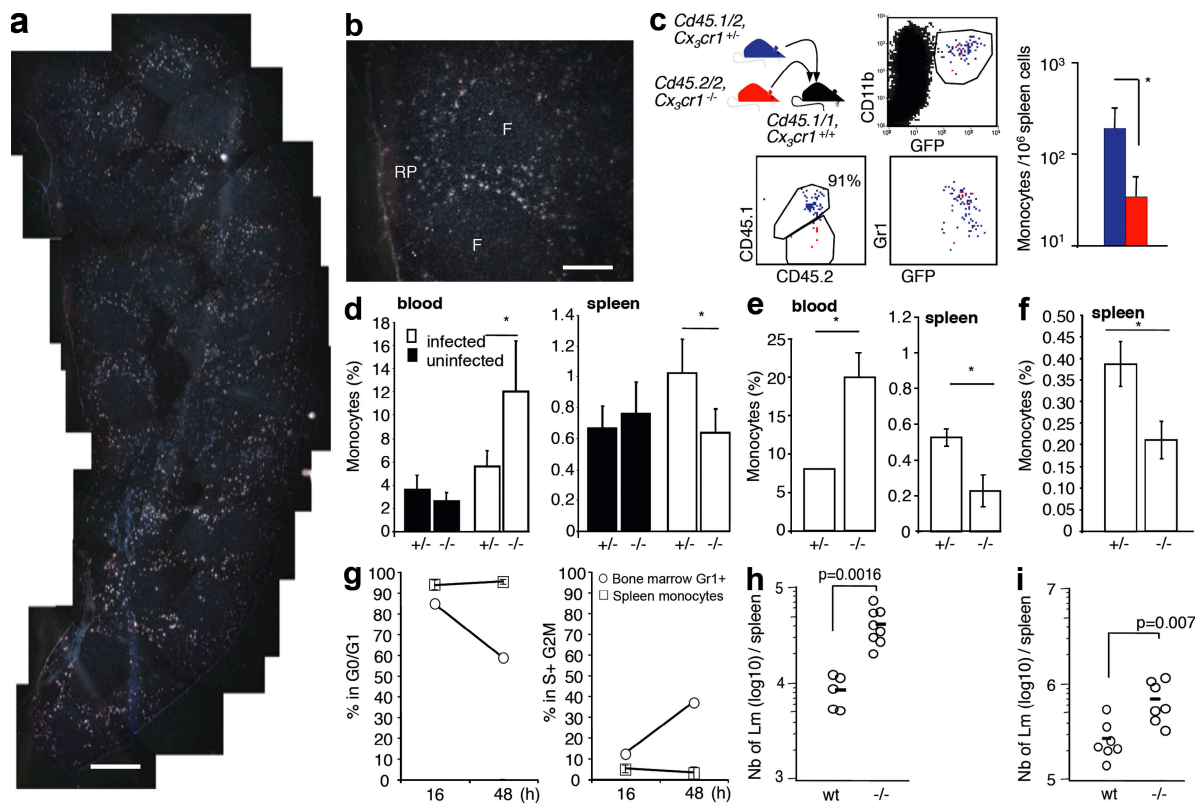 a
b
F
RP
F
c
Cd45.1/2,
Cx3cr1+/-
Cd45.2/2,
Cx3cr1-/-
Cd45.1/1,
Cx3cr1+/+
CD11b
GFP
CD45.1
91%
CD45.2
Gr1
GFP
Monocytes /10^6 spleen cells
10^3
10^2
10^1
*
d
blood
Monocytes (%)
18
16
14
12
10
8
6
4
2
0
infected
uninfected
*
+/- -/- +/- -/-
spleen
1.4
1.2
1
0.8
0.6
0.4
0.2
0
*
+/- -/- +/- -/-
e
blood
Monocytes (%)
25
20
15
10
5
0
*
+/- -/-
spleen
1.2
1
0.8
0.6
0.4
0.2
0
*
+/- -/-
f
spleen
Monocytes (%)
0.50
0.45
0.40
0.35
0.30
0.25
0.20
0.15
0.10
0.05
0
*
+/- -/-
g
% in G0/G1
100
90
80
70
60
50
40
30
20
10
0
16 48 (h)
% in S+ G2M
100
90
80
70
60
50
40
30
20
10
0
Bone marrow Gr1+
Spleen monocytes
16 48 (h)
h
Nb of Lm (log10) / spleen
5
4
3
p=0.0016
wt -/-
i
Nb of Lm (log10) / spleen
7
6
5
p=0.007
wt -/-